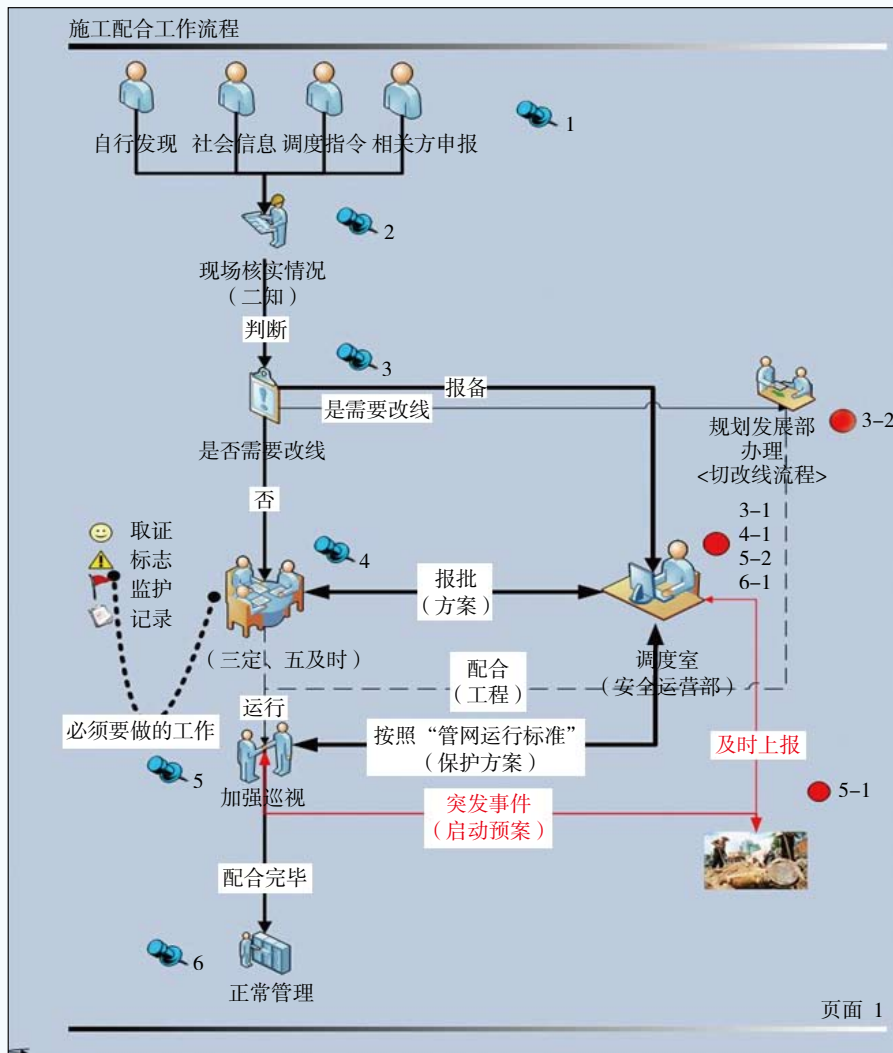 施工配合工作流程
自行发现 社会信息 调度指令 相关方申报
1
2
现场核实情况
（二知）
判断
3
报备
是需要改线
是否需要改线
规划发展部
办理
<切改线流程>
3-2
否
取证
标志
监护
记录
4
报批
（方案）
3-1
4-1
5-2
6-1
（三定、五及时）
调度室
（安全运营部）
配合
（工程）
运行
必须要做的工作
按照“管网运行标准”
（保护方案）
及时上报
5
加强巡视
突发事件
（启动预案）
5-1
配合完毕
6
正常管理
页面 1